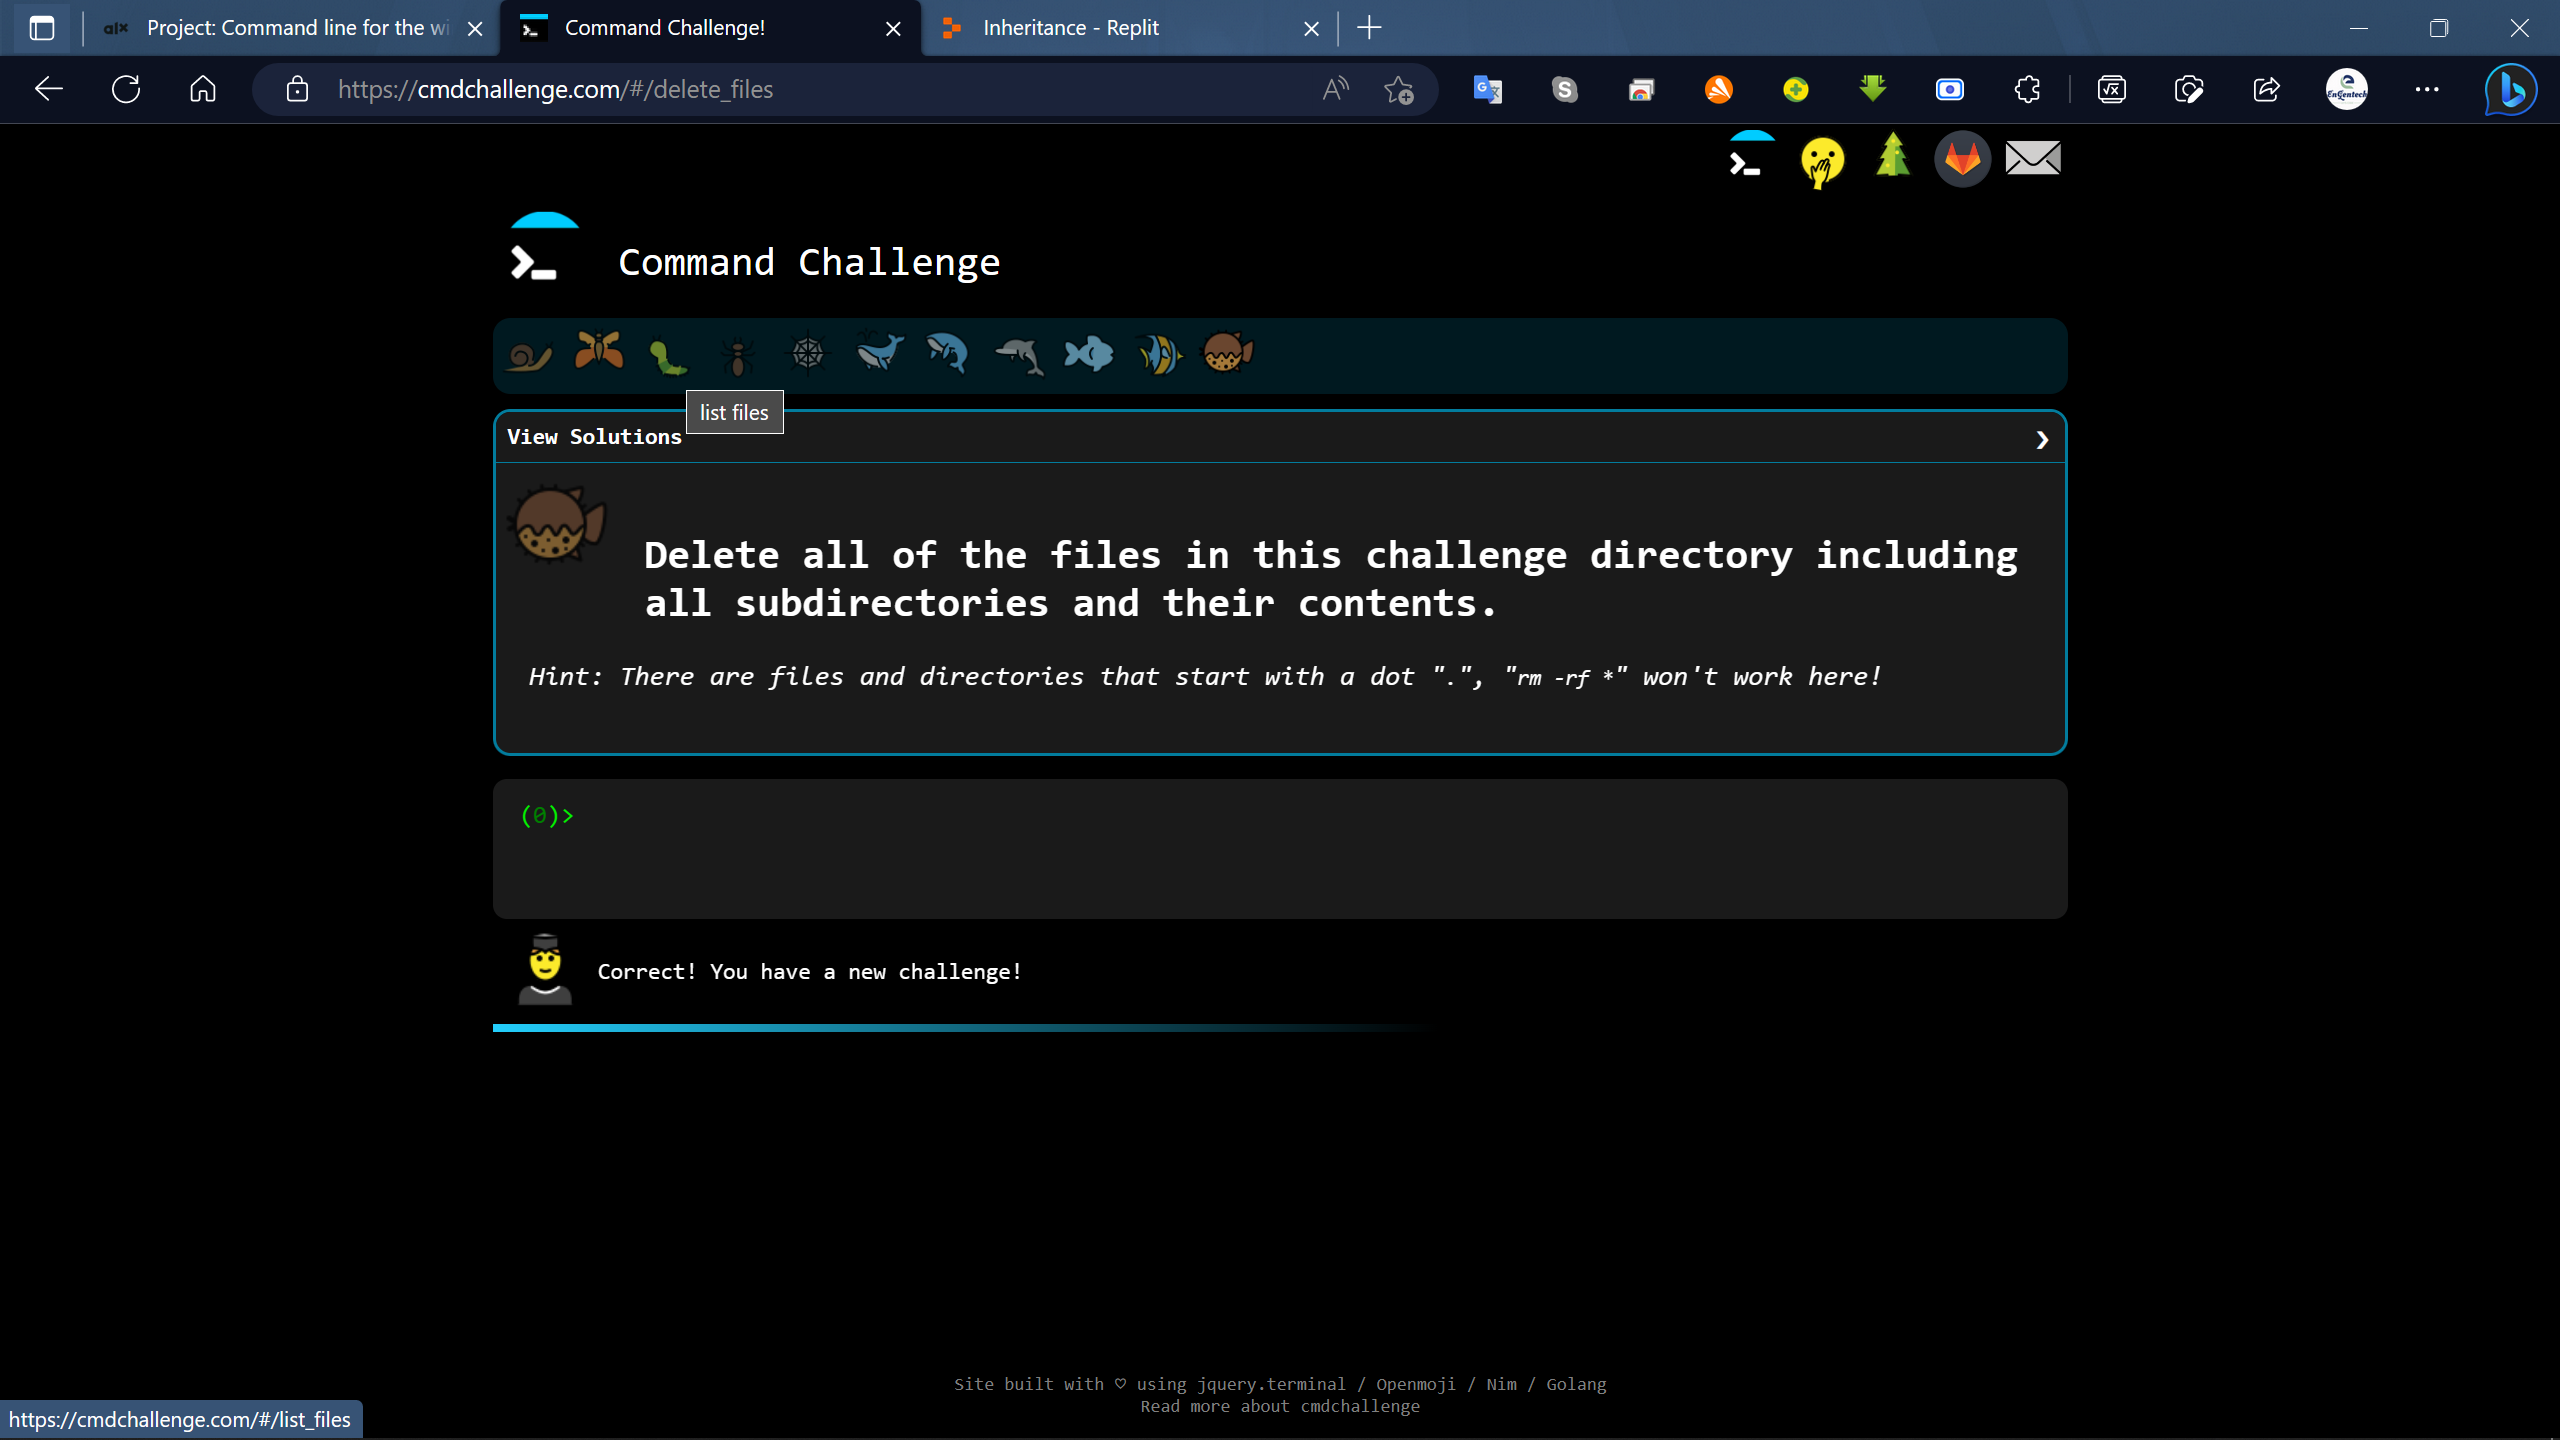 alx Project: Command line for the wi
Command Challenge!
Inheritance - Replit
https://cmdchallenge.com/#/delete_files
EnGentech
Command Challenge
list files
View Solutions
Delete all of the files in this challenge directory including
all subdirectories and their contents.
Hint: There are files and directories that start with a dot ".", "rm -rf *" won't work here!
(0)>
Correct! You have a new challenge!
Site built with ♡ using jquery.terminal / Openmoji / Nim / Golang
Read more about cmdchallenge
https://cmdchallenge.com/#/list_files